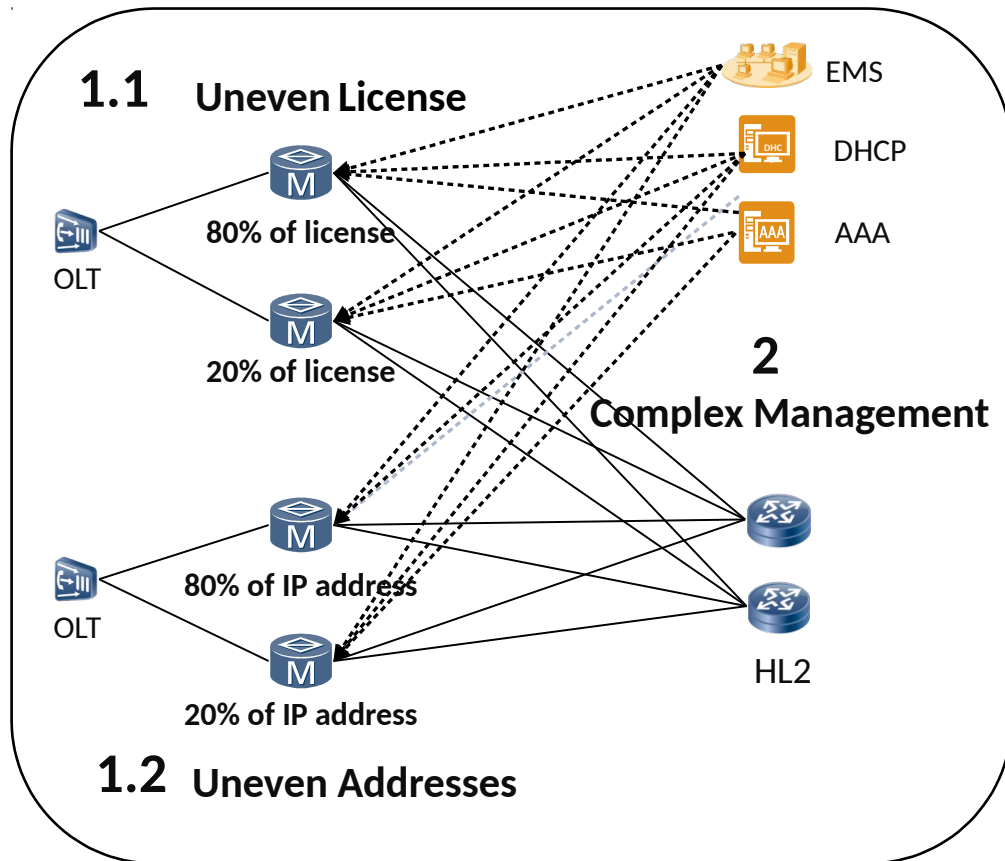 1.1 Uneven License
EMS
DHC
DHCP
M
80% of license
AAA
AAA
OLT
M
20% of license
2
Complex Management
M
80% of IP address
OLT
M
20% of IP address
HL2
1.2 Uneven Addresses